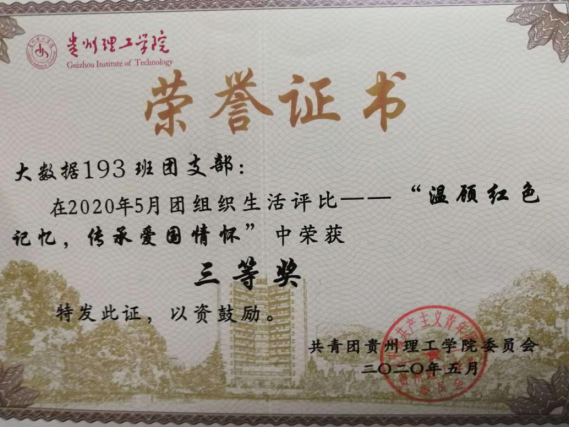 贵州理工学院
Guizhou Institute of Technology
荣誉证书
大数据193班团支部：
在2020年5月团组织生活评比——“温顾红色
记忆，传承爱国情怀”中荣获
三等奖
特发此证，以资鼓励。
共青团贵州理工学院委员会
二〇二〇年五月